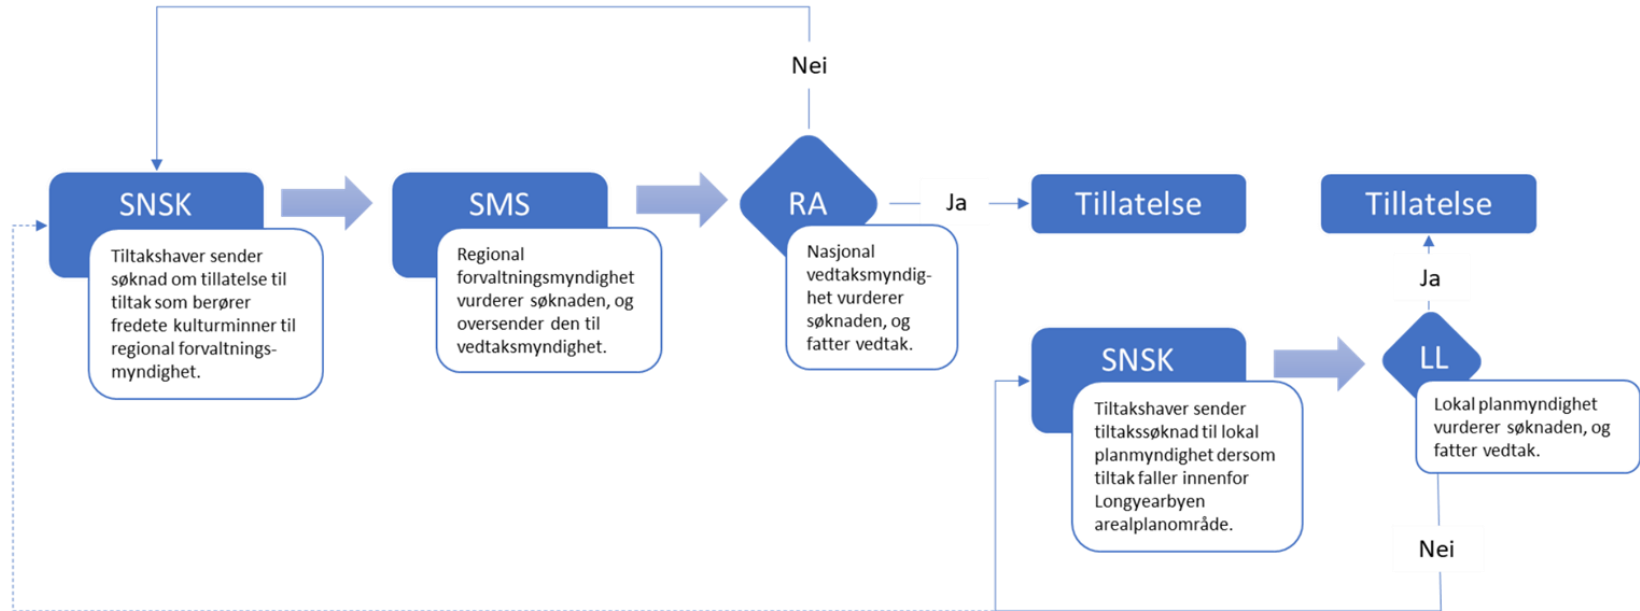 Nei
SNSK
Tiltakshaver sender
søknad om tillatelse til
tiltak som berører
fredete kulturminner til
regional forvaltnings-
myndighet.
SMS
Regional
forvaltningsmyndighet
vurderer søknaden, og
oversender den til
vedtaksmyndighet.
RA
Nasjonal
vedtaksmyndig-
het vurderer
søknaden, og
fatter vedtak.
Ja
Tillatelse
Tillatelse
Ja
SNSK
Tiltakshaver sender
tiltakssøknad til lokal
planmyndighet dersom
tiltak faller innenfor
Longyearbyen
arealplanområde.
LL
Lokal planmyndighet
vurderer søknaden, og
fatter vedtak.
Nei